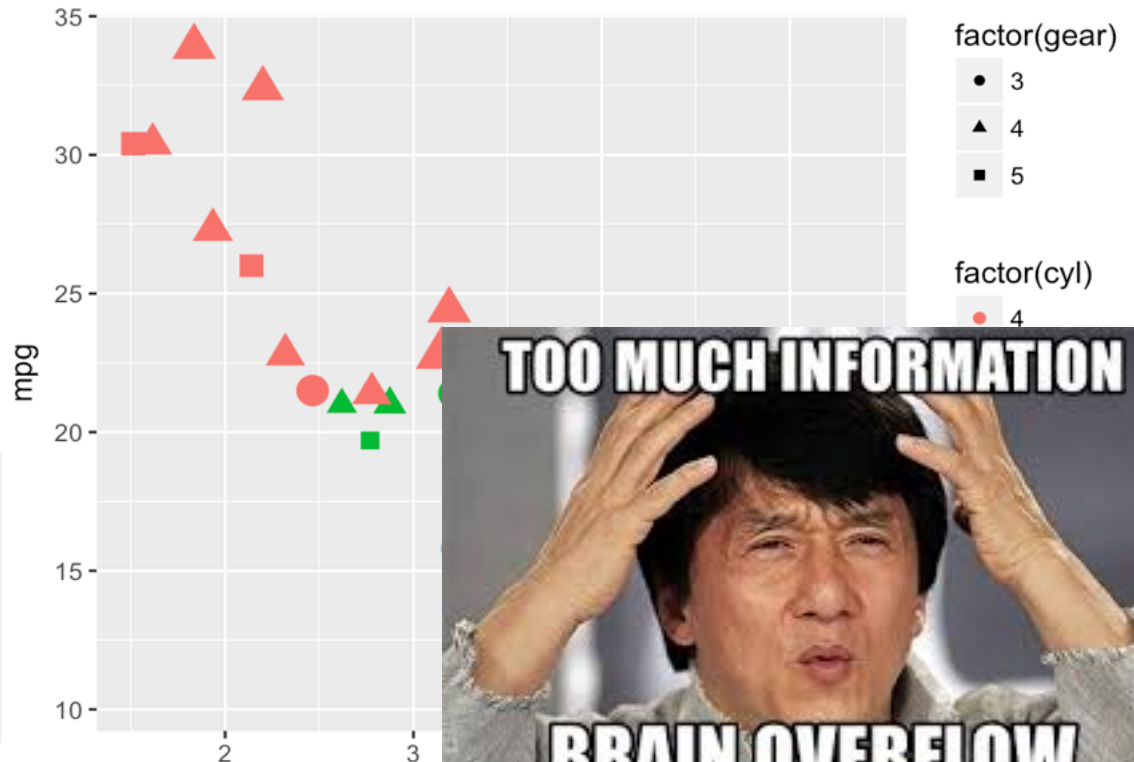 35
30
25
20
15
10
mpg
2
3
factor(gear)
3
4
5
factor(cyl)
4
TOO MUCH INFORMATION
BRAIN OVERFLOW